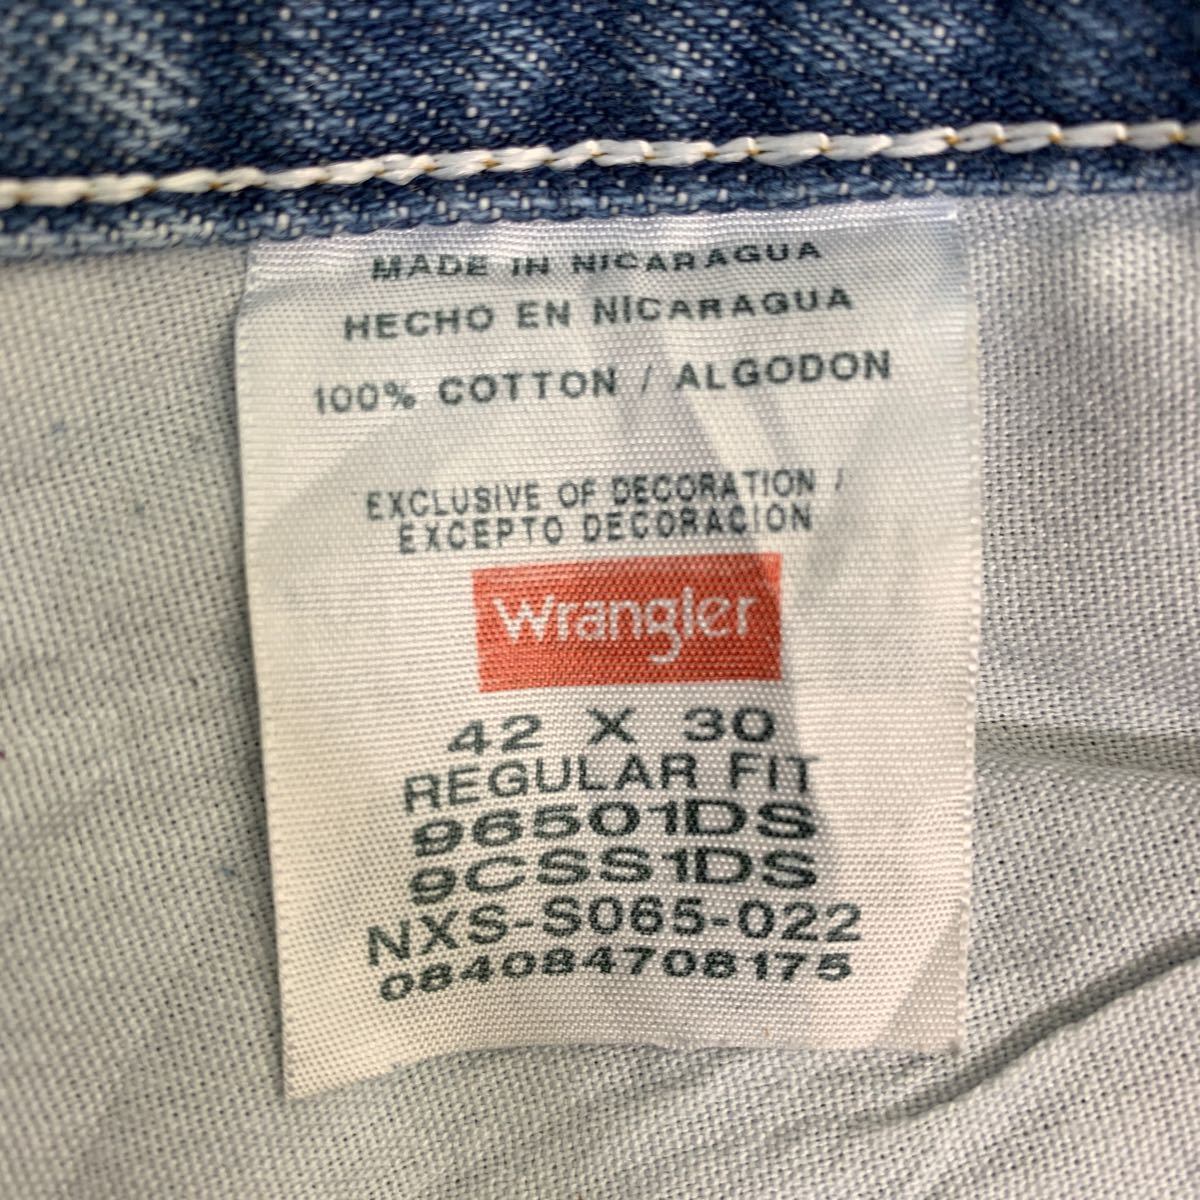 MADE IN NICARAGUA
HECHO EN NICARAGUA
100% COTTON / ALGODON
EXCLUSIVE OF DECORATION /
EXCEPTO DECORACION
Wrangler
42 X 30
REGULAR FIT
96501DS
9CSS1DS
NXS-S065-022
084084708175